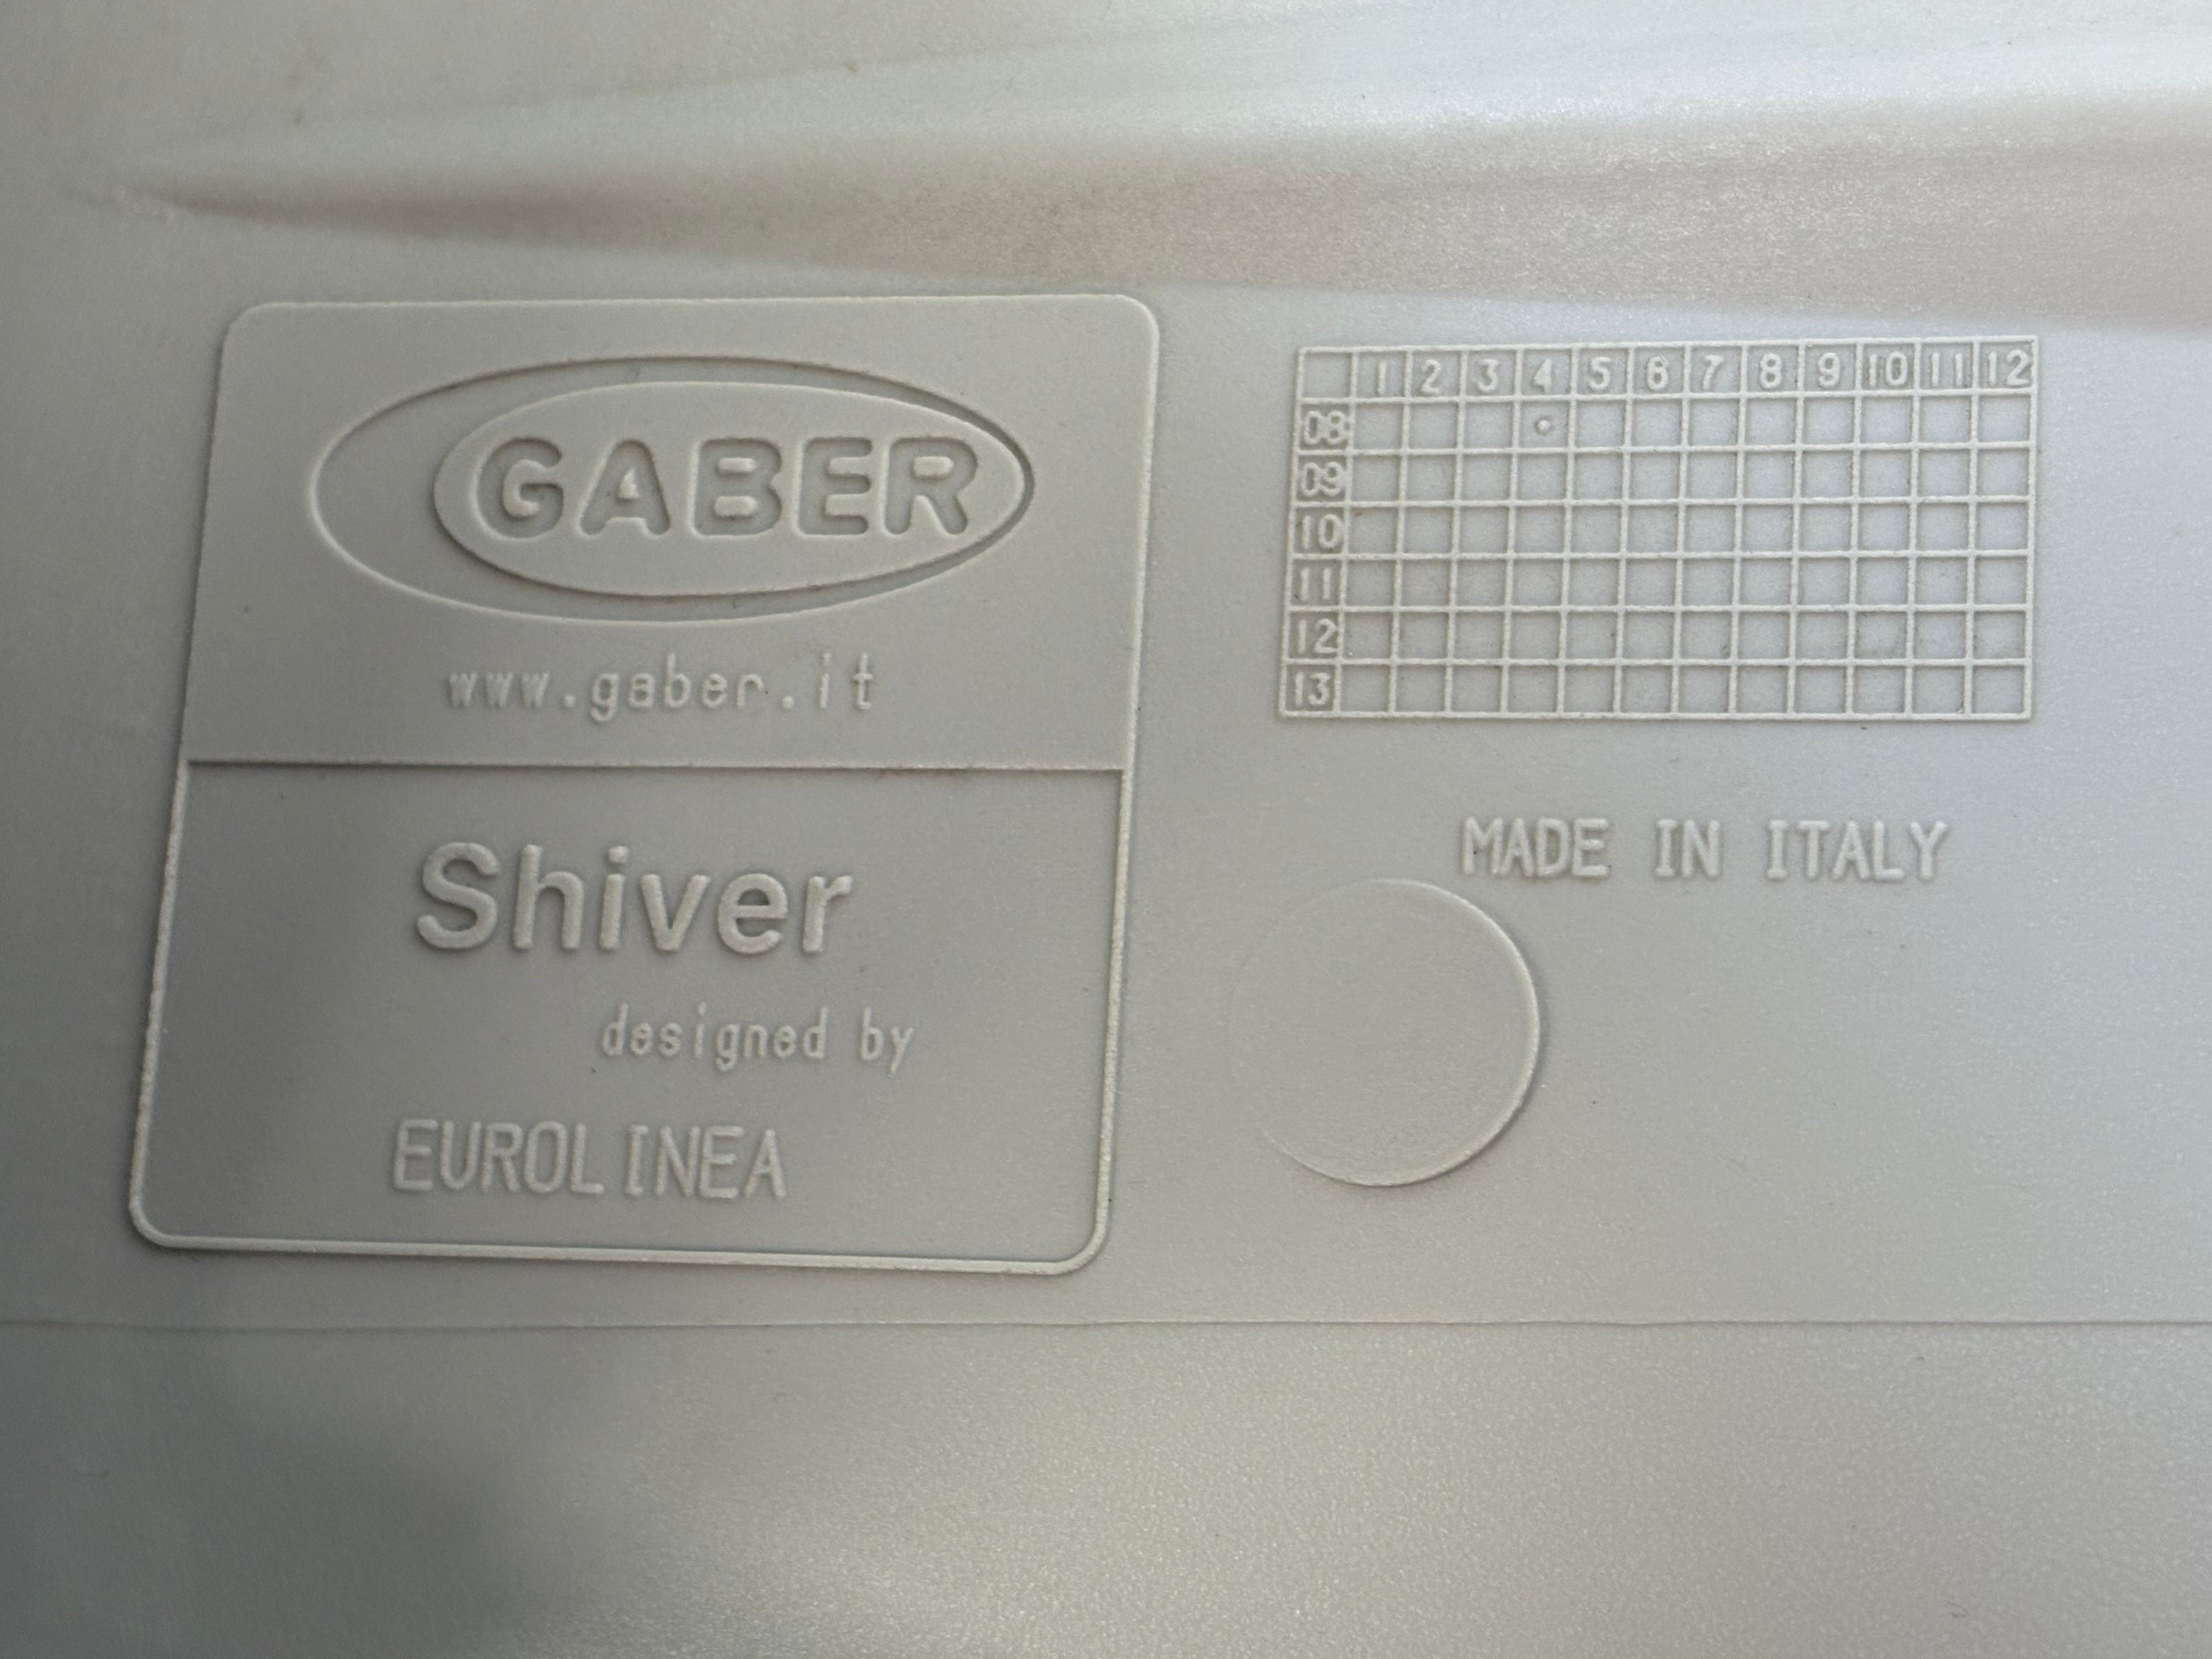 GABER
www.gaber.it
Shiver
designed by
EUROLINEA
1 2 3 4 5 6 7 8 9 10 11 12
08
09
10
11
12
13
MADE IN ITALY